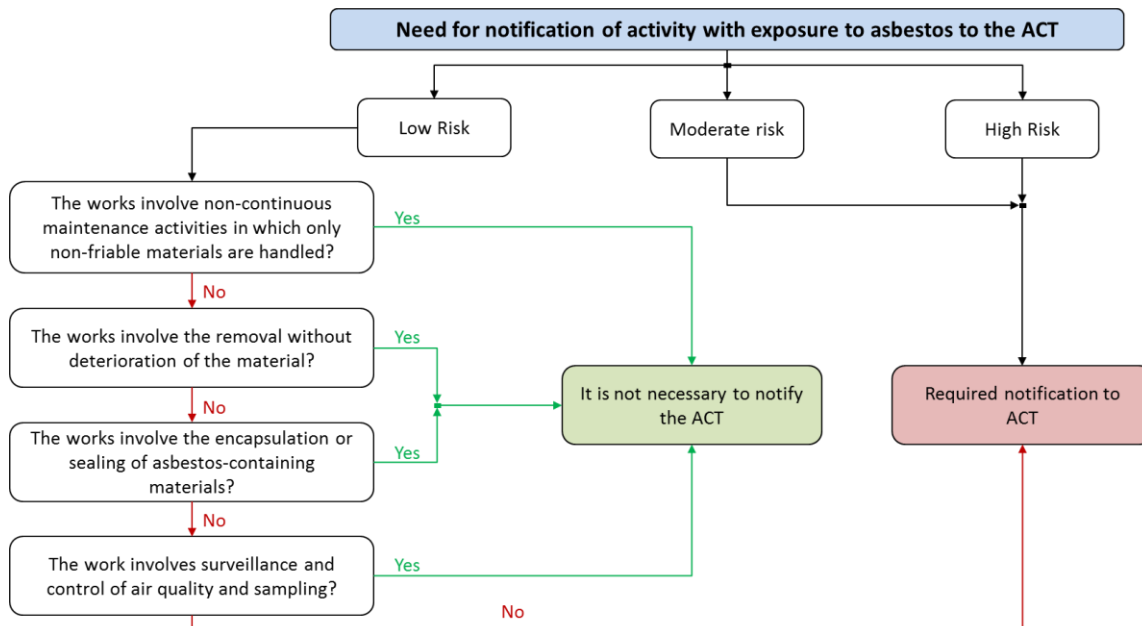 Need for notification of activity with exposure to asbestos to the ACT
Low Risk
Moderate risk
High Risk
The works involve non-continuous
maintenance activities in which only
non-friable materials are handled?
Yes
No
The works involve the removal without
deterioration of the material?
Yes
No
It is not necessary to notify
the ACT
Required notification to
ACT
The works involve the encapsulation or
sealing of asbestos-containing
materials?
Yes
No
The work involves surveillance and
control of air quality and sampling?
Yes
No